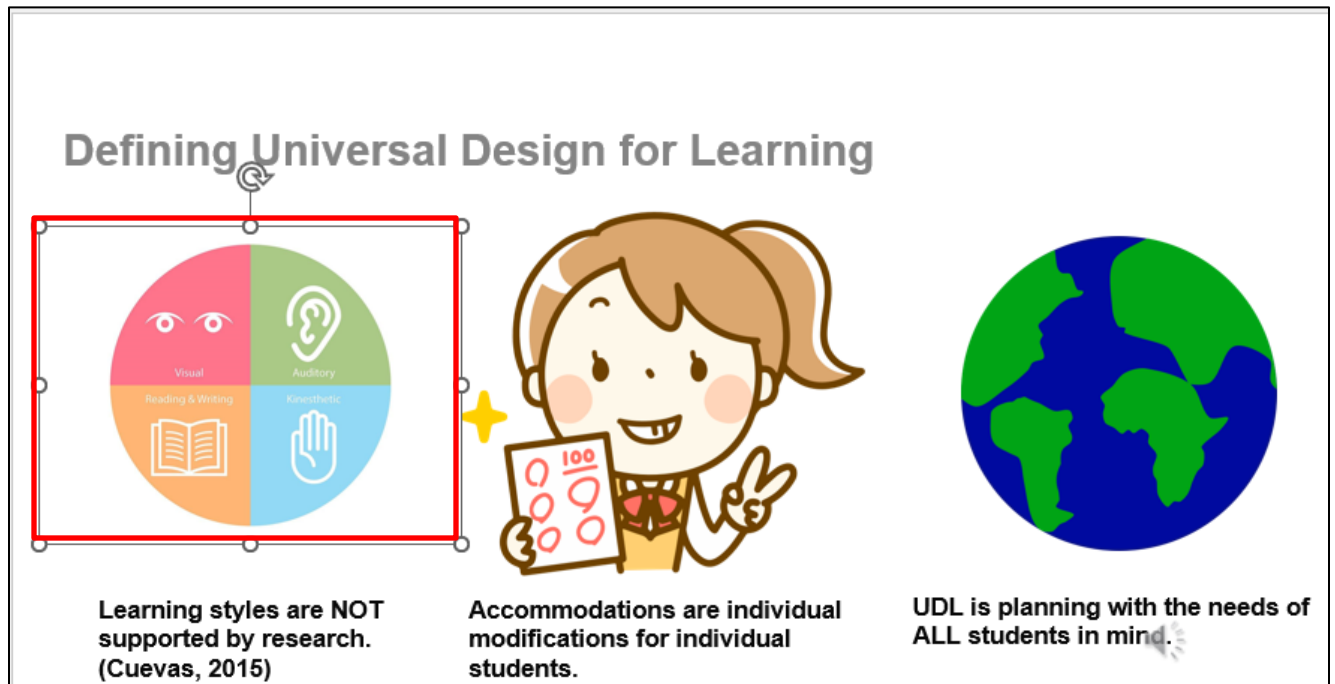 Defining Universal Design for Learning
Visual
Auditory
Reading & Writing
Kinesthetic
100
Learning styles are NOT
supported by research.
(Cuevas, 2015)
Accommodations are individual
modifications for individual
students.
UDL is planning with the needs of
ALL students in mind.